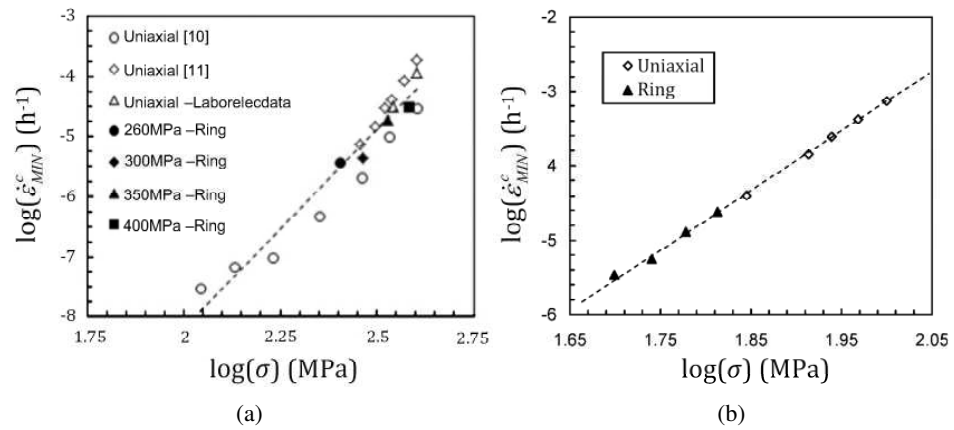 -3
-4
-5
-6
-7
-8
1.75
2
2.25
2.5
2.75
log(ε̇ᶜ_MIN) (h⁻¹)
log(σ) (MPa)
Uniaxial [10]
Uniaxial [11]
Uniaxial –Laborelecdata
260MPa –Ring
300MPa –Ring
350MPa –Ring
400MPa –Ring
(a)
-2
-3
-4
-5
-6
1.65
1.75
1.85
1.95
2.05
log(ε̇ᶜ_MIN) (h⁻¹)
log(σ) (MPa)
Uniaxial
Ring
(b)